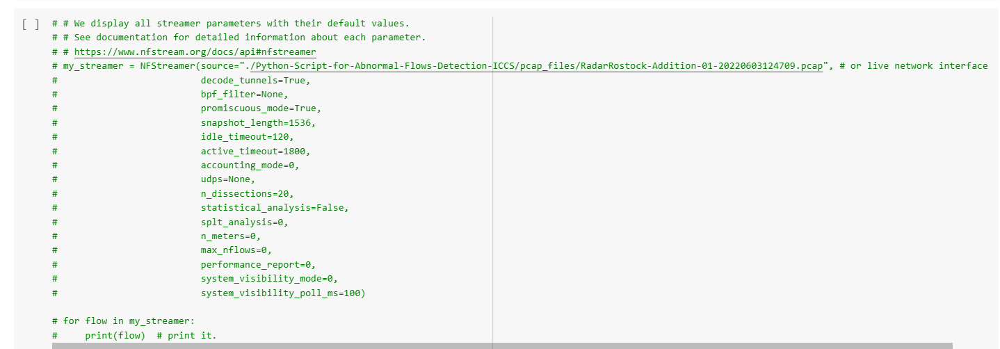 [ ] # # We display all streamer parameters with their default values.
# # See documentation for detailed information about each parameter.
# # https://www.nfstream.org/docs/api#nfstreamer
# my_streamer = NFStreamer(source="./Python-Script-for-Abnormal-Flows-Detection-ICCS/pcap_files/RadarRostock-Addition-01-20220603124709.pcap", # or live network interface
#                          decode_tunnels=True,
#                          bpf_filter=None,
#                          promiscuous_mode=True,
#                          snapshot_length=1536,
#                          idle_timeout=120,
#                          active_timeout=1800,
#                          accounting_mode=0,
#                          udps=None,
#                          n_dissections=20,
#                          statistical_analysis=False,
#                          splt_analysis=0,
#                          n_meters=0,
#                          max_nflows=0,
#                          performance_report=0,
#                          system_visibility_mode=0,
#                          system_visibility_poll_ms=100)
# for flow in my_streamer:
#     print(flow)  # print it.